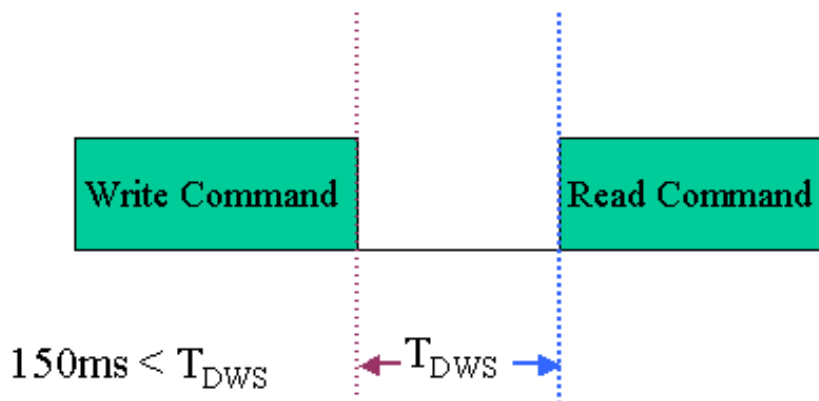 Write Command
Read Command
150ms < TDWS
TDWS